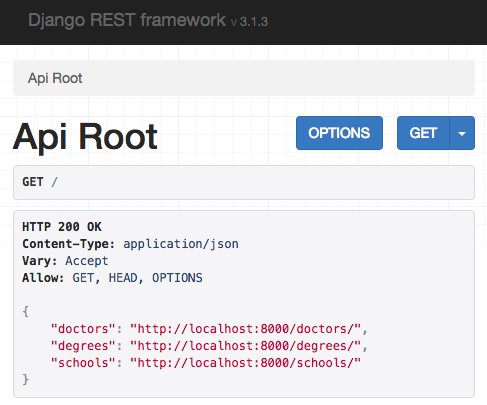 Django REST framework v 3.1.3
Api Root
Api Root
OPTIONS
GET
GET /
HTTP 200 OK
Content-Type: application/json
Vary: Accept
Allow: GET, HEAD, OPTIONS
{
"doctors": "http://localhost:8000/doctors/",
"degrees": "http://localhost:8000/degrees/",
"schools": "http://localhost:8000/schools/"
}